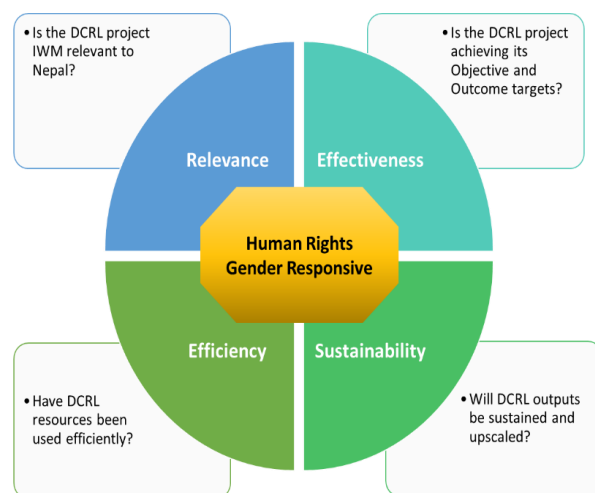 • Is the DCRL project
IWM relevant to
Nepal?
• Is the DCRL project
achieving its
Objective and
Outcome targets?
Relevance
Effectiveness
Human Rights
Gender Responsive
Efficiency
Sustainability
• Have DCRL
resources been
used efficiently?
• Will DCRL outputs
be sustained and
upscaled?